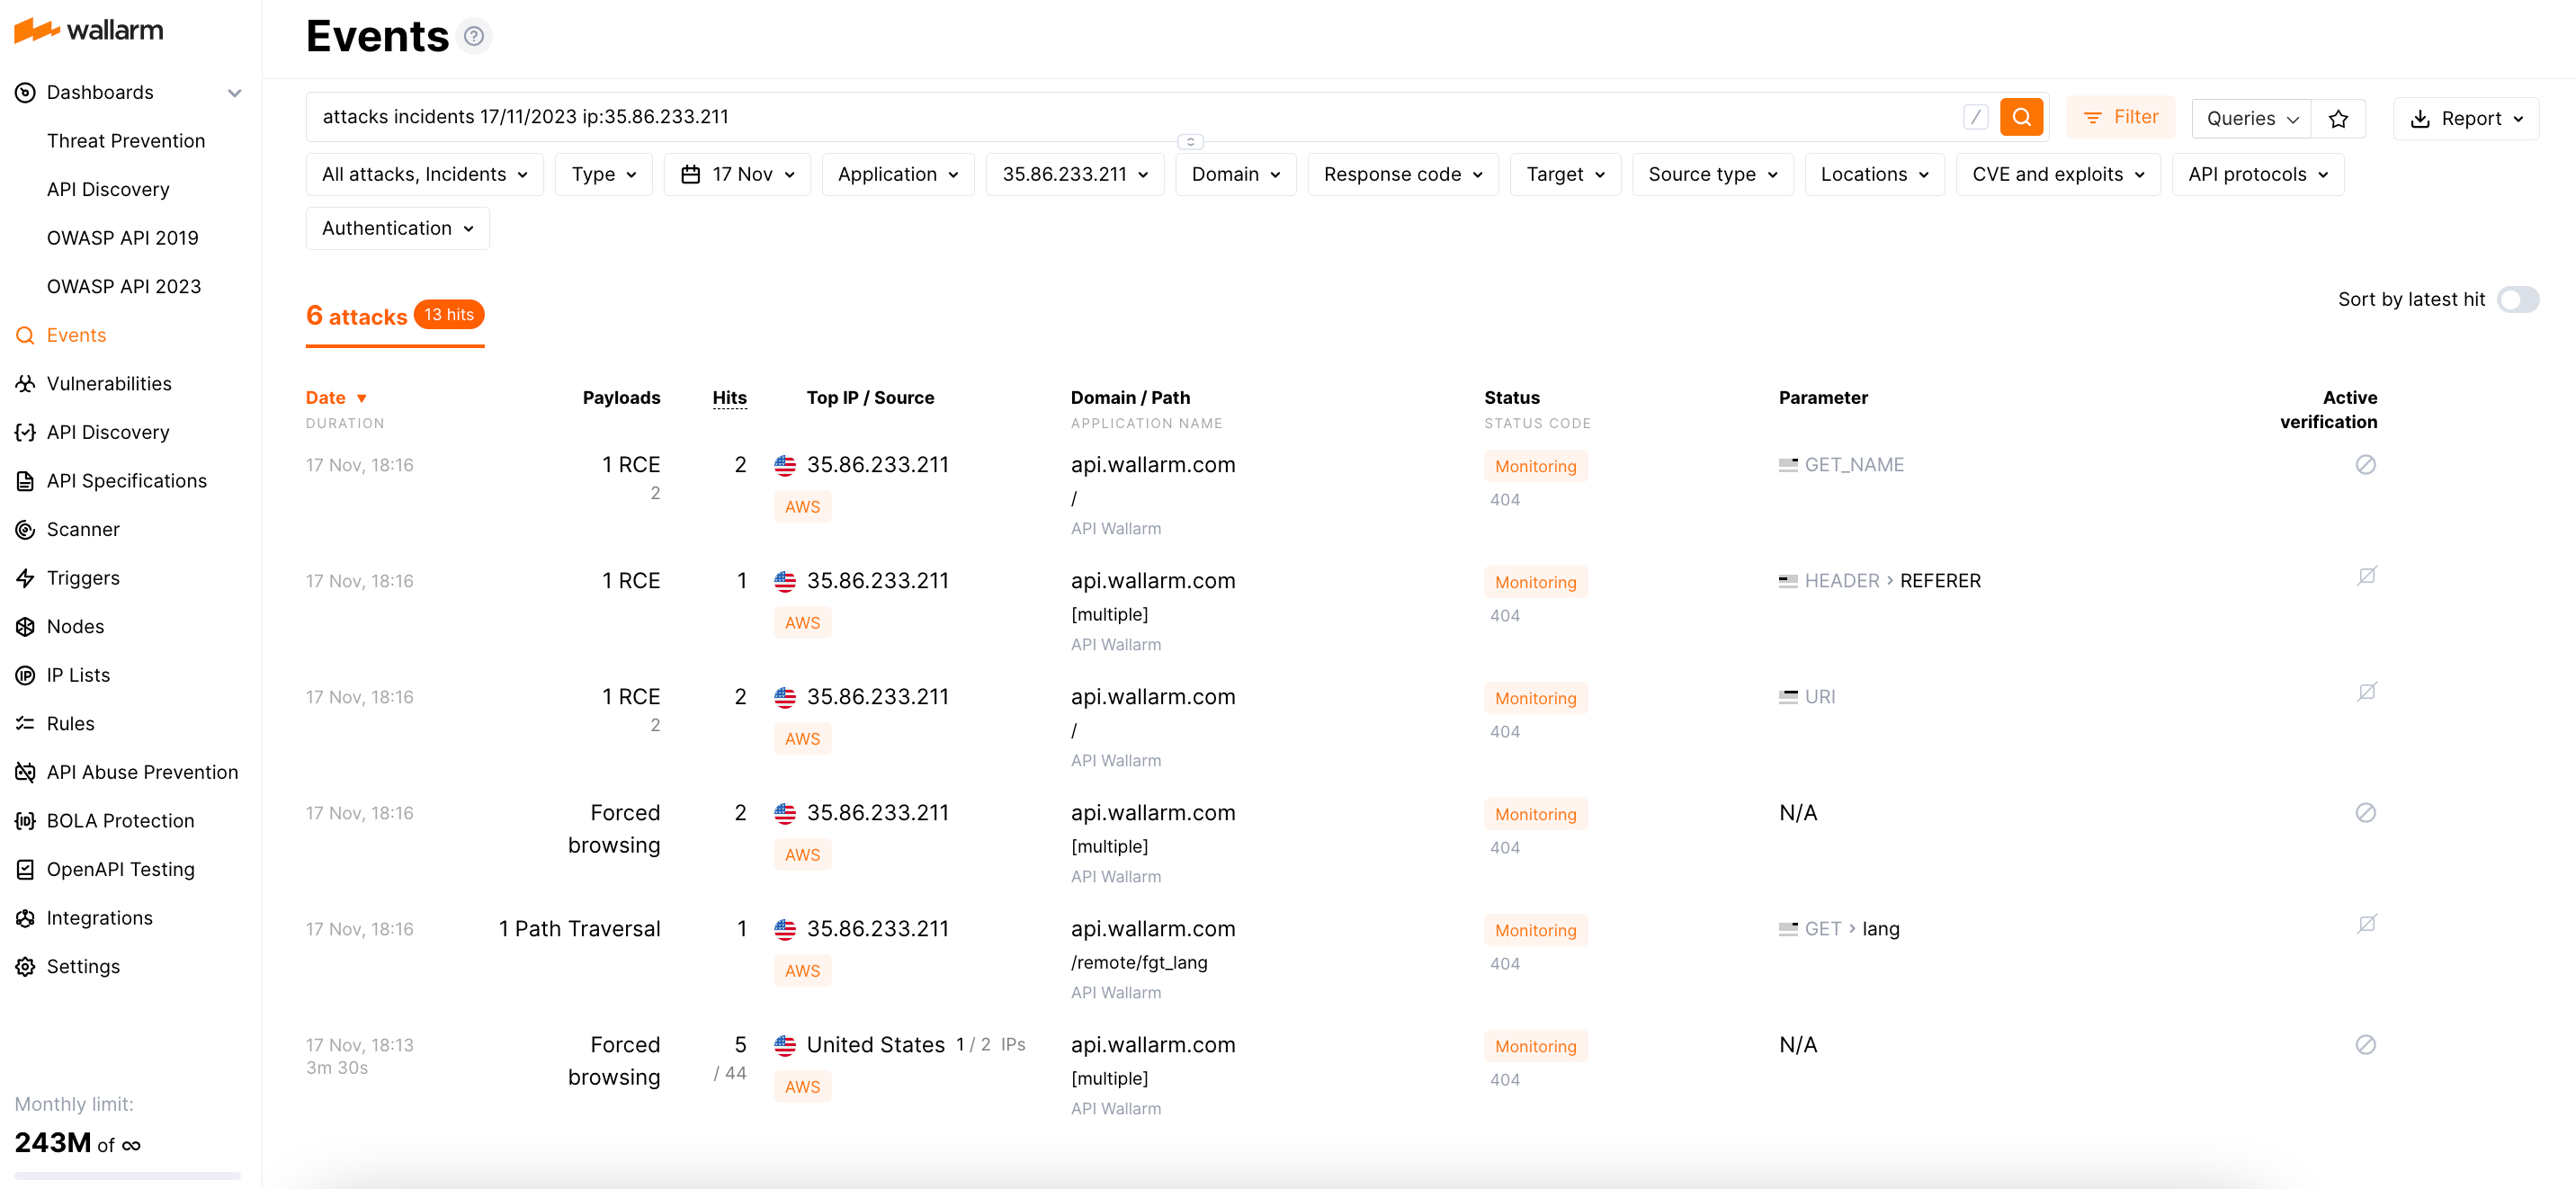 wallarm
Dashboards
Threat Prevention
API Discovery
OWASP API 2019
OWASP API 2023
Events
Vulnerabilities
API Discovery
API Specifications
Scanner
Triggers
Nodes
IP Lists
Rules
API Abuse Prevention
BOLA Protection
OpenAPI Testing
Integrations
Settings
Monthly limit:
243M of ∞
Events ?
attacks incidents 17/11/2023 ip:35.86.233.211 /
Filter
Queries
Report
All attacks, Incidents Type 17 Nov Application 35.86.233.211 Domain Response code Target Source type Locations CVE and exploits API protocols
Authentication
6 attacks 13 hits
Sort by latest hit
Date ▼ Payloads Hits Top IP / Source Domain / Path Status Parameter Active verification
DURATION APPLICATION NAME STATUS CODE
17 Nov, 18:16 1 RCE 2 35.86.233.211 api.wallarm.com Monitoring GET_NAME
2 AWS / 404
API Wallarm
17 Nov, 18:16 1 RCE 1 35.86.233.211 api.wallarm.com Monitoring HEADER > REFERER
AWS [multiple] 404
API Wallarm
17 Nov, 18:16 1 RCE 2 35.86.233.211 api.wallarm.com Monitoring URI
2 AWS / 404
API Wallarm
17 Nov, 18:16 Forced 2 35.86.233.211 api.wallarm.com Monitoring N/A
browsing AWS [multiple] 404
API Wallarm
17 Nov, 18:16 1 Path Traversal 1 35.86.233.211 api.wallarm.com Monitoring GET > lang
AWS /remote/fgt_lang 404
API Wallarm
17 Nov, 18:13 Forced 5 United States 1 / 2 IPs api.wallarm.com Monitoring N/A
3m 30s browsing / 44 AWS [multiple] 404
API Wallarm